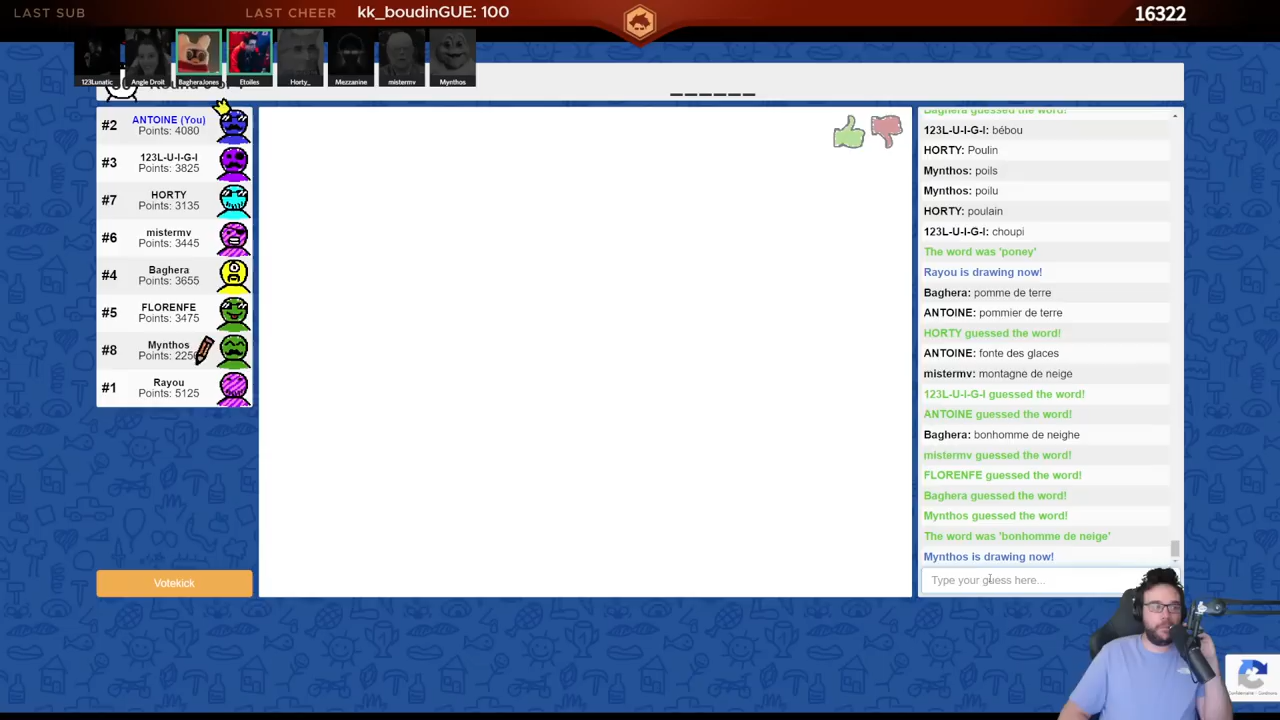 LAST SUB
LAST CHEER
kk_boudinGUE: 100
16322
123Lunatic
Angle Droit
BagheraJones
Etoiles
Horty_
Mezzanine
mistermv
Mynthos
______
#2
ANTOINE (You)
Points: 4080
#3
123L-U-I-G-I
Points: 3825
#7
HORTY
Points: 3135
#6
mistermv
Points: 3445
#4
Baghera
Points: 3655
#5
FLORENFE
Points: 3475
#8
Mynthos
Points: 225
#1
Rayou
Points: 5125
Votekick
Baghera guessed the word!
123L-U-I-G-I: bébou
HORTY: Poulin
Mynthos: poils
Mynthos: poilu
HORTY: poulain
123L-U-I-G-I: choupi
The word was 'poney'
Rayou is drawing now!
Baghera: pomme de terre
ANTOINE: pommier de terre
HORTY guessed the word!
ANTOINE: fonte des glaces
mistermv: montagne de neige
123L-U-I-G-I guessed the word!
ANTOINE guessed the word!
Baghera: bonhomme de neighe
mistermv guessed the word!
FLORENFE guessed the word!
Baghera guessed the word!
Mynthos guessed the word!
The word was 'bonhomme de neige'
Mynthos is drawing now!
Type your guess here...